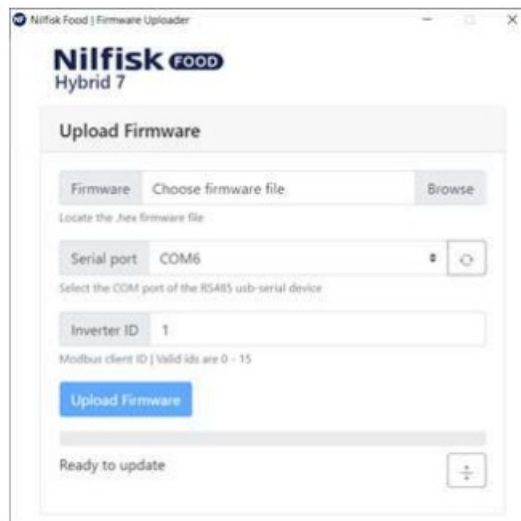 Nilfisk Food | Firmware Uploader
Nilfisk FOOD
Hybrid 7
Upload Firmware
Firmware Choose firmware file Browse
Locate the .hex firmware file
Serial port COM6
Select the COM port of the RS485 usb-serial device
Inverter ID 1
Modbus client ID | Valid ids are 0 - 15
Upload Firmware
Ready to update